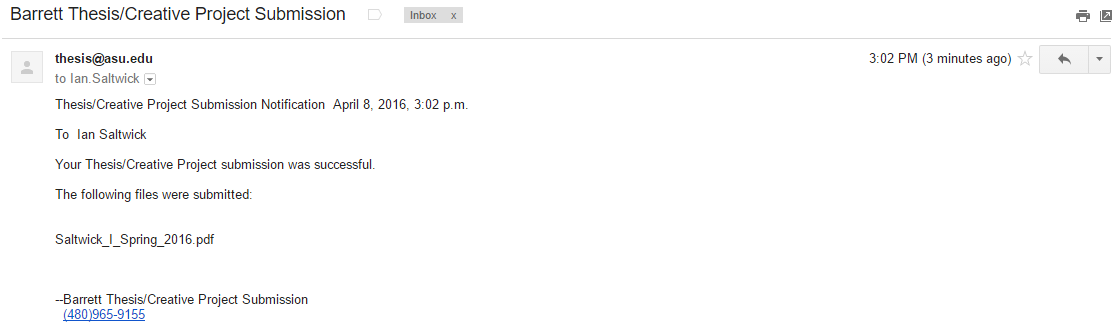 Barrett Thesis/Creative Project Submission
Inbox x
thesis@asu.edu
3:02 PM (3 minutes ago)
to Ian.Saltwick
Thesis/Creative Project Submission Notification  April 8, 2016, 3:02 p.m.
To  Ian Saltwick
Your Thesis/Creative Project submission was successful.
The following files were submitted:
Saltwick_I_Spring_2016.pdf
--Barrett Thesis/Creative Project Submission
(480)965-9155